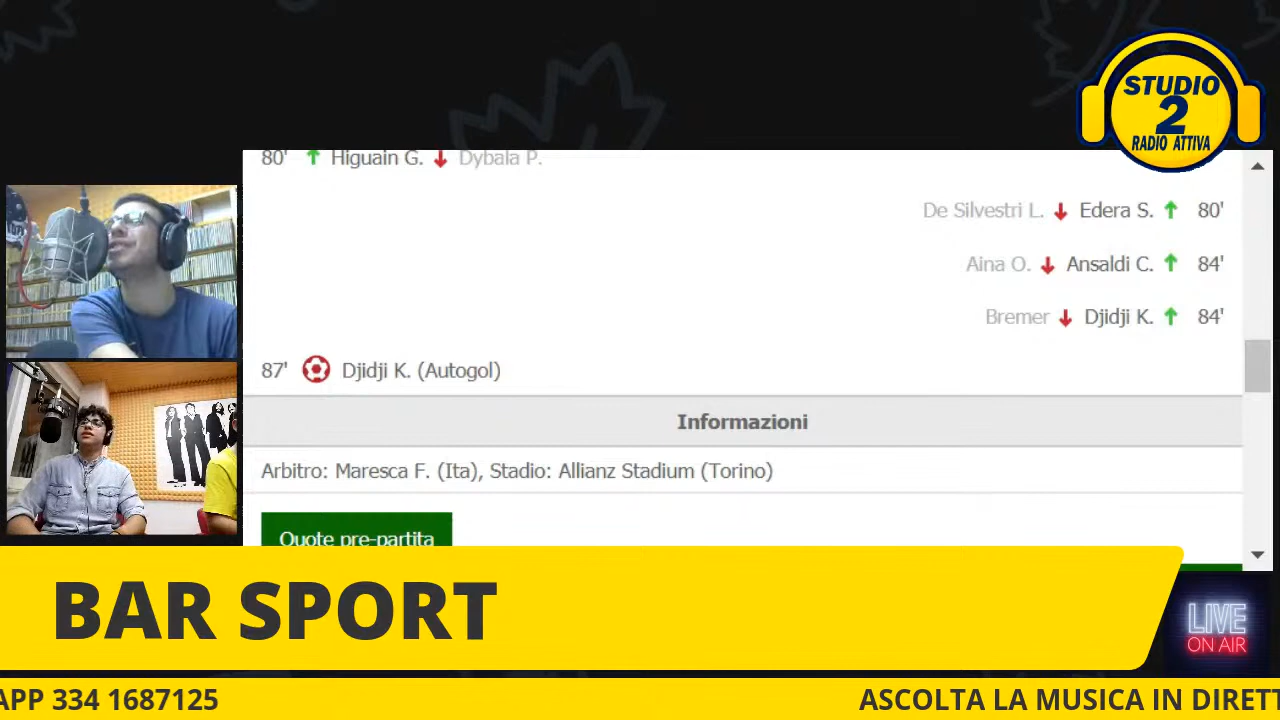 STUDIO
2
RADIO ATTIVA
80' Higuain G. Dybala P.
De Silvestri L. Edera S. 80'
Aina O. Ansaldi C. 84'
Bremer Djidji K. 84'
87' Djidji K. (Autogol)
Informazioni
Arbitro: Maresca F. (Ita), Stadio: Allianz Stadium (Torino)
Quote pre-partita
BAR SPORT
LIVE
ON AIR
APP 334 1687125 ASCOLTA LA MUSICA IN DIRETT